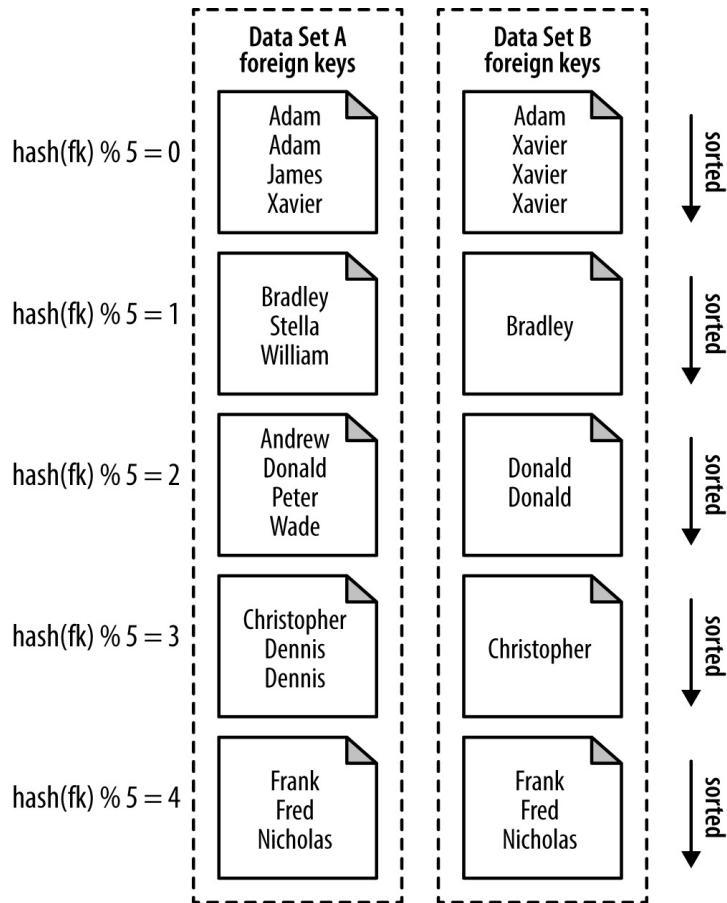 Data Set A
foreign keys
Data Set B
foreign keys
hash(fk) % 5 = 0
Adam
Adam
James
Xavier
Adam
Xavier
Xavier
Xavier
sorted
hash(fk) % 5 = 1
Bradley
Stella
William
Bradley
sorted
hash(fk) % 5 = 2
Andrew
Donald
Peter
Wade
Donald
Donald
sorted
hash(fk) % 5 = 3
Christopher
Dennis
Dennis
Christopher
sorted
hash(fk) % 5 = 4
Frank
Fred
Nicholas
Frank
Fred
Nicholas
sorted